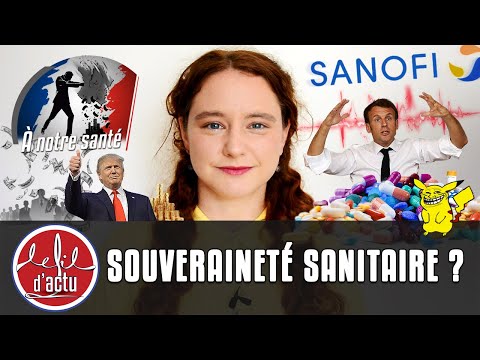 SANOFI
À notre santé
Le fil
d'actu
SOUVERAINETÉ SANITAIRE ?